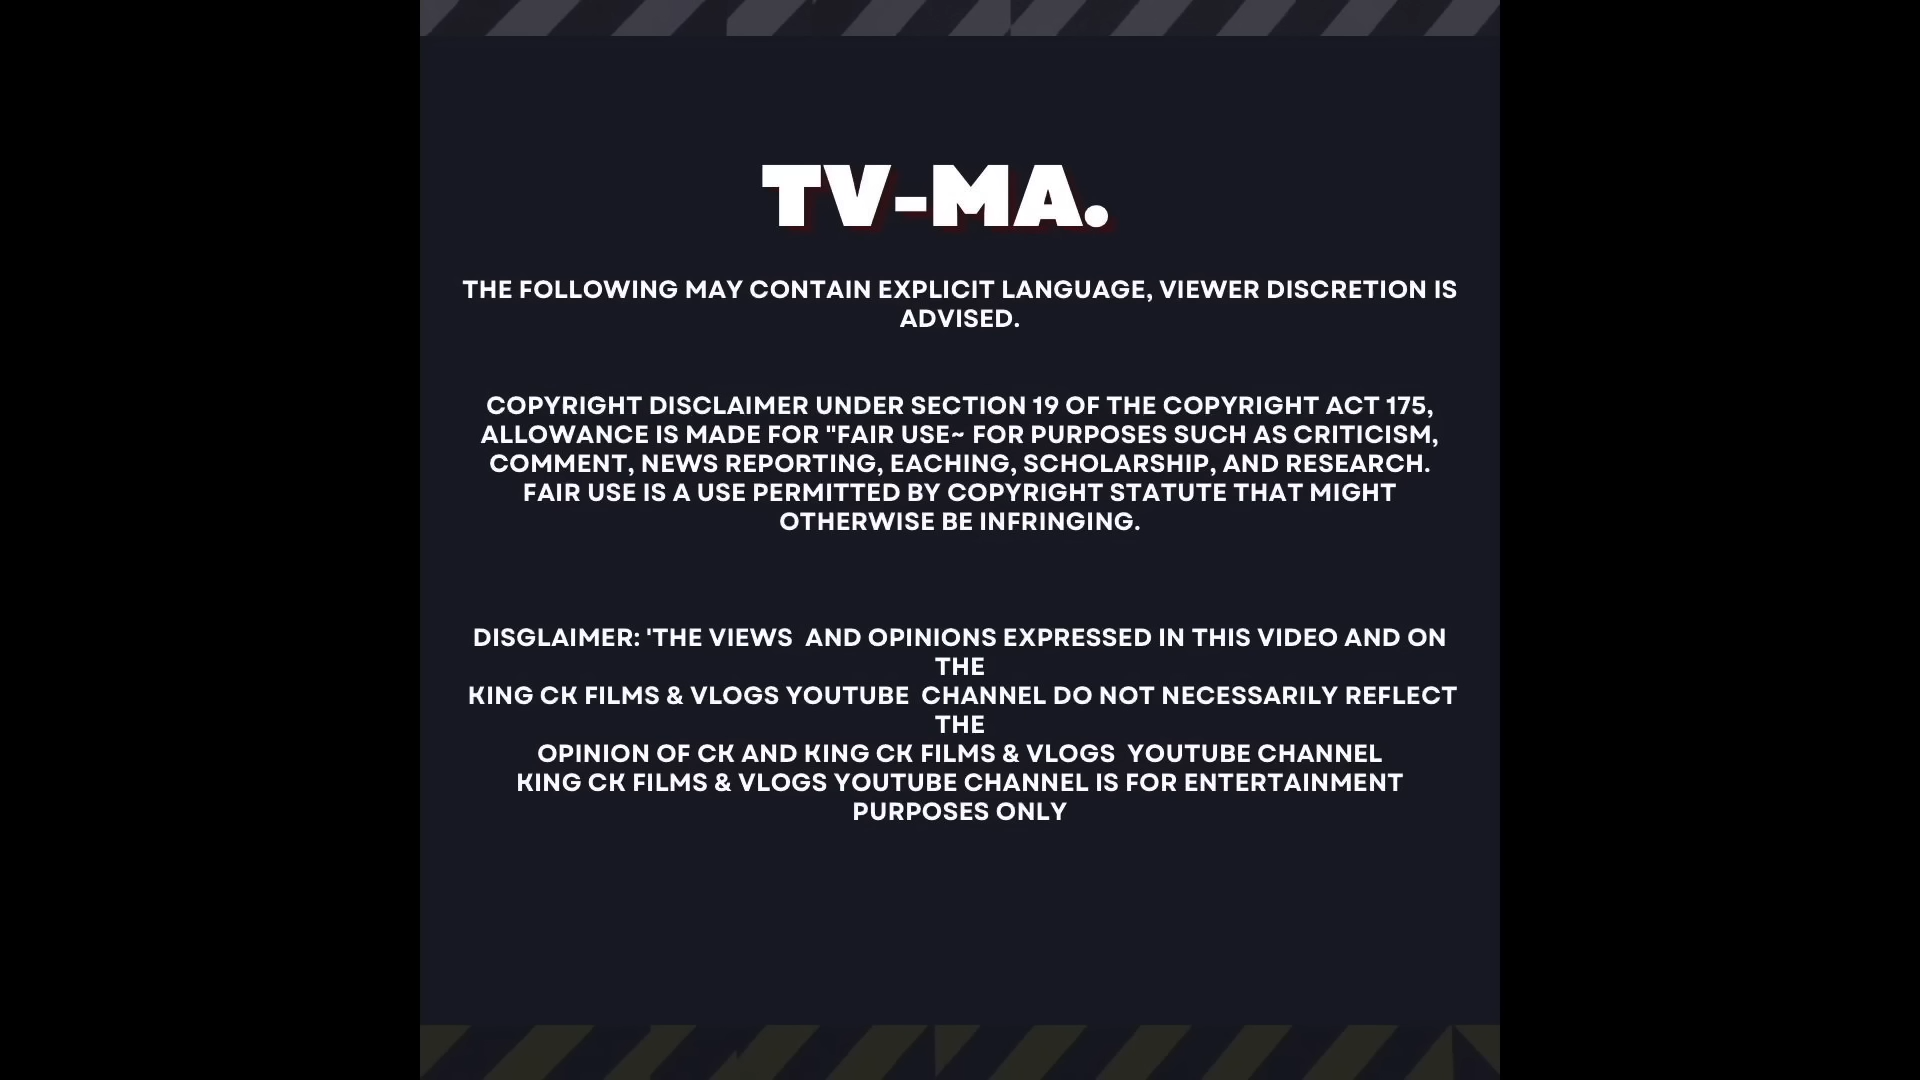 TV-MA.
THE FOLLOWING MAY CONTAIN EXPLICIT LANGUAGE, VIEWER DISCRETION IS
ADVISED.
COPYRIGHT DISCLAIMER UNDER SECTION 19 OF THE COPYRIGHT ACT 175,
ALLOWANCE IS MADE FOR "FAIR USE~ FOR PURPOSES SUCH AS CRITICISM,
COMMENT, NEWS REPORTING, EACHING, SCHOLARSHIP, AND RESEARCH.
FAIR USE IS A USE PERMITTED BY COPYRIGHT STATUTE THAT MIGHT
OTHERWISE BE INFRINGING.
DISGLAIMER: 'THE VIEWS  AND OPINIONS EXPRESSED IN THIS VIDEO AND ON
THE
KING CK FILMS & VLOGS YOUTUBE  CHANNEL DO NOT NECESSARILY REFLECT
THE
OPINION OF CK AND KING CK FILMS & VLOGS  YOUTUBE CHANNEL
KING CK FILMS & VLOGS YOUTUBE CHANNEL IS FOR ENTERTAINMENT
PURPOSES ONLY